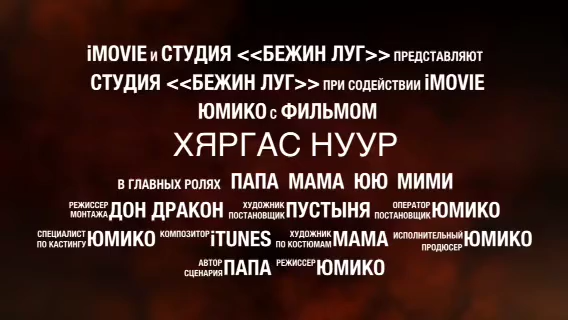 iMOVIE и СТУДИЯ <<БЕЖИН ЛУГ>> ПРЕДСТАВЛЯЮТ
СТУДИЯ <<БЕЖИН ЛУГ>> ПРИ СОДЕЙСТВИИ iMOVIE
ЮМИКО с ФИЛЬМОМ
ХЯРГАС НУУР
В ГЛАВНЫХ РОЛЯХ ПАПА МАМА ЮЮ МИМИ
РЕЖИССЕР МОНТАЖА ДОН ДРАКОН ХУДОЖНИК ПОСТАНОВЩИК ПУСТЫНЯ ОПЕРАТОР ПОСТАНОВЩИК ЮМИКО
СПЕЦИАЛИСТ ПО КАСТИНГУ ЮМИКО КОМПОЗИТОР iTUNES ХУДОЖНИК ПО КОСТЮМАМ МАМА ИСПОЛНИТЕЛЬНЫЙ ПРОДЮСЕР ЮМИКО
АВТОР СЦЕНАРИЯ ПАПА РЕЖИССЕР ЮМИКО